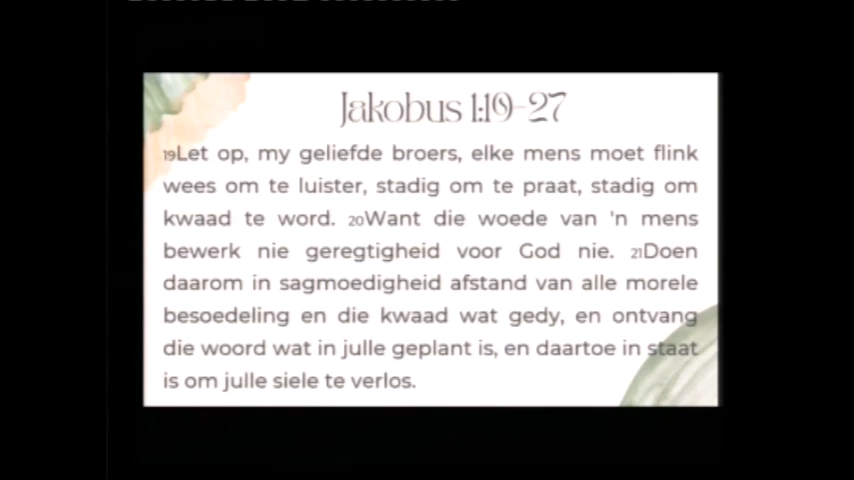 Jakobus 1:19-27
19Let op, my geliefde broers, elke mens moet flink
wees om te luister, stadig om te praat, stadig om
kwaad te word. 20Want die woede van 'n mens
bewerk nie geregtigheid voor God nie. 21Doen
daarom in sagmoedigheid afstand van alle morele
besoedeling en die kwaad wat gedy, en ontvang
die woord wat in julle geplant is, en daartoe in staat
is om julle siele te verlos.